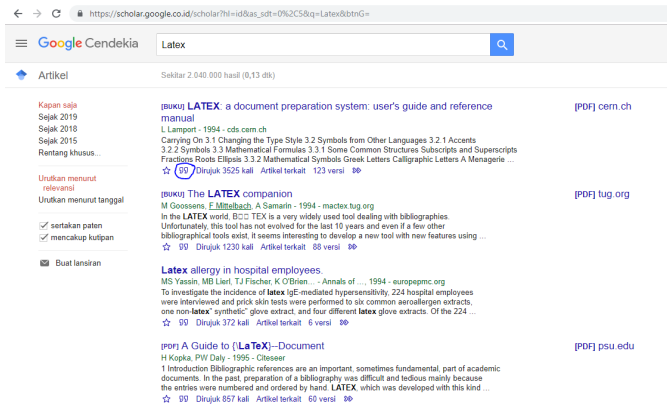 https://scholar.google.co.id/scholar?hl=id&as_sdt=0%2C5&q=Latex&btnG=
Google Cendekia
Latex
Artikel
Sekitar 2.040.000 hasil (0,13 dtk)
Kapan saja
Sejak 2019
Sejak 2018
Sejak 2015
Rentang khusus...
Urutkan menurut
relevansi
Urutkan menurut tanggal
sertakan paten
mencakup kutipan
Buat lansiran
[BUKU] LATEX: a document preparation system: user's guide and reference
manual
L Lamport - 1994 - cds.cern.ch
Carrying On 3.1 Changing the Type Style 3.2 Symbols from Other Languages 3.2.1 Accents
3.2.2 Symbols 3.3 Mathematical Formulas 3.3.1 Some Common Structures Subscripts and Superscripts
Fractions Roots Ellipsis 3.3.2 Mathematical Symbols Greek Letters Calligraphic Letters A Menagerie ...
Dirujuk 3525 kali Artikel terkait 123 versi
[PDF] cern.ch
[BUKU] The LATEX companion
M Goossens, F Mittelbach, A Samarin - 1994 - mactex.tug.org
In the LATEX world, B□□ TEX is a very widely used tool dealing with bibliographies.
Unfortunately, this tool has not evolved for the last 10 years and even if a few other
bibliographical tools exist, it seems interesting to develop a new tool with new features using ...
Dirujuk 1230 kali Artikel terkait 88 versi
[PDF] tug.org
Latex allergy in hospital employees.
MS Yassin, MB Lierl, TJ Fischer, K O'Brien... - Annals of ..., 1994 - europepmc.org
To investigate the incidence of latex IgE-mediated hypersensitivity, 224 hospital employees
were interviewed and prick skin tests were performed to six common aeroallergen extracts,
one non-latex" synthetic" glove extract, and four different latex glove extracts. Of the 224 ...
Dirujuk 372 kali Artikel terkait 6 versi
[PDF] A Guide to {\LaTeX}--Document
H Kopka, PW Daly - 1995 - Citeseer
1 Introduction Bibliographic references are an important, sometimes fundamental, part of academic
documents. In the past, preparation of a bibliography was difficult and tedious mainly because
the entries were numbered and ordered by hand. LATEX, which was developed with this kind ...
Dirujuk 857 kali Artikel terkait 60 versi
[PDF] psu.edu